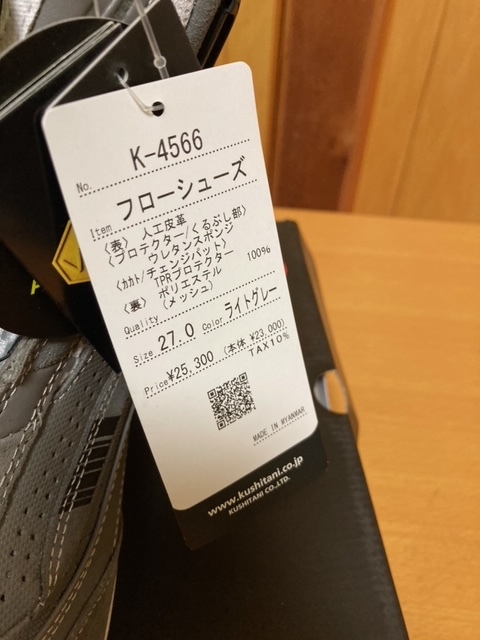 No. K-4566
Item フローシューズ
〈表〉 人工皮革
〈プロテクター/くるぶし部〉
ウレタンスポンジ
〈カカト/チェンジパット〉
TPRプロテクター 100%
〈裏〉 ポリエステル
〈メッシュ〉
Quality
Size 27.0 Color ライトグレー
Price ¥25,300 (本体 ¥23,000)
TAX10%
MADE IN MYANMAR
www.kushitani.co.jp
KUSHITANI CO.,LTD.